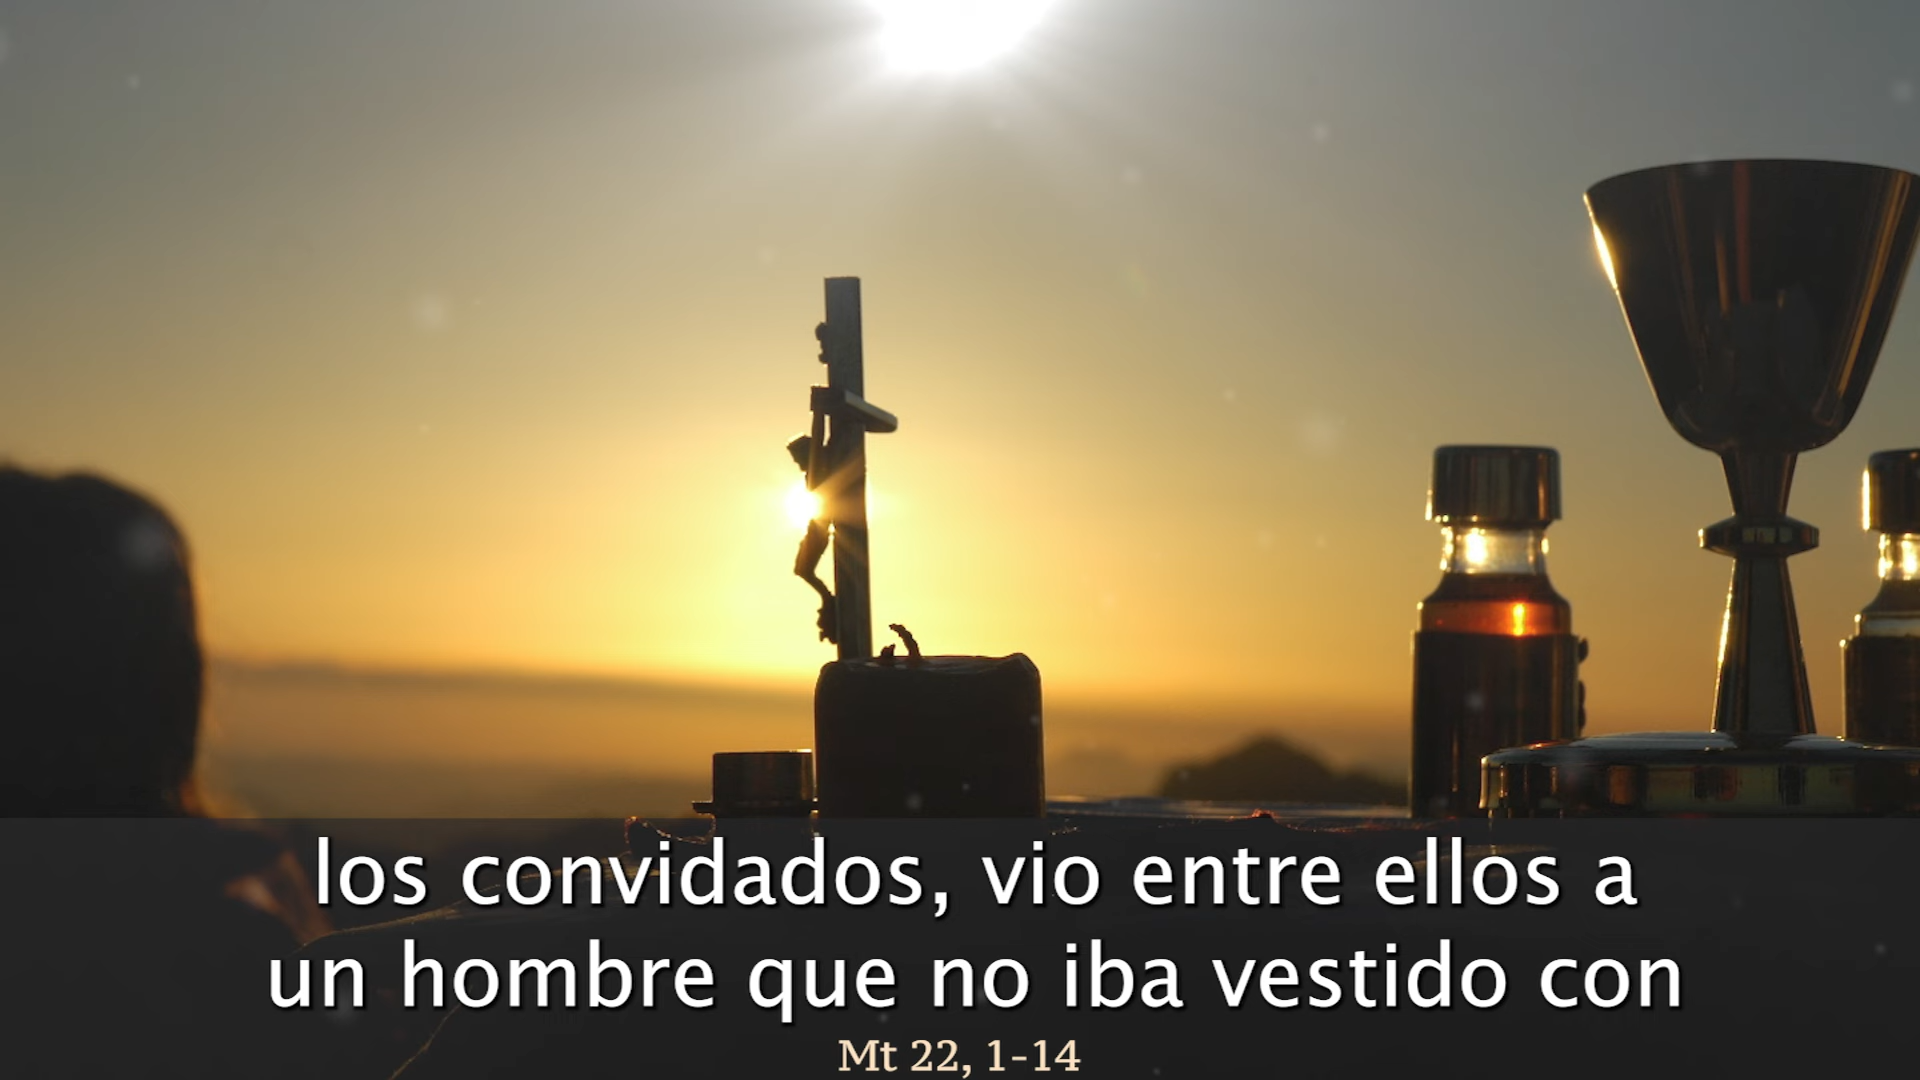 los convidados, vio entre ellos a
un hombre que no iba vestido con
Mt 22, 1-14